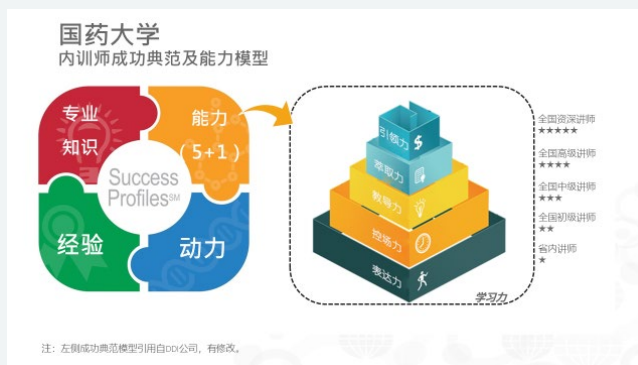 国药大学
内训师成功典范及能力模型
专业
知识
能力
(5+1)
Success
Profiles℠
经验
动力
引领力
萃取力
教导力
控场力
表达力
学习力
全国资深讲师
★★★★★
全国高级讲师
★★★★
全国中级讲师
★★★
全国初级讲师
★★
省内讲师
★
注：左侧成功典范模型引用自DDI公司，有修改。